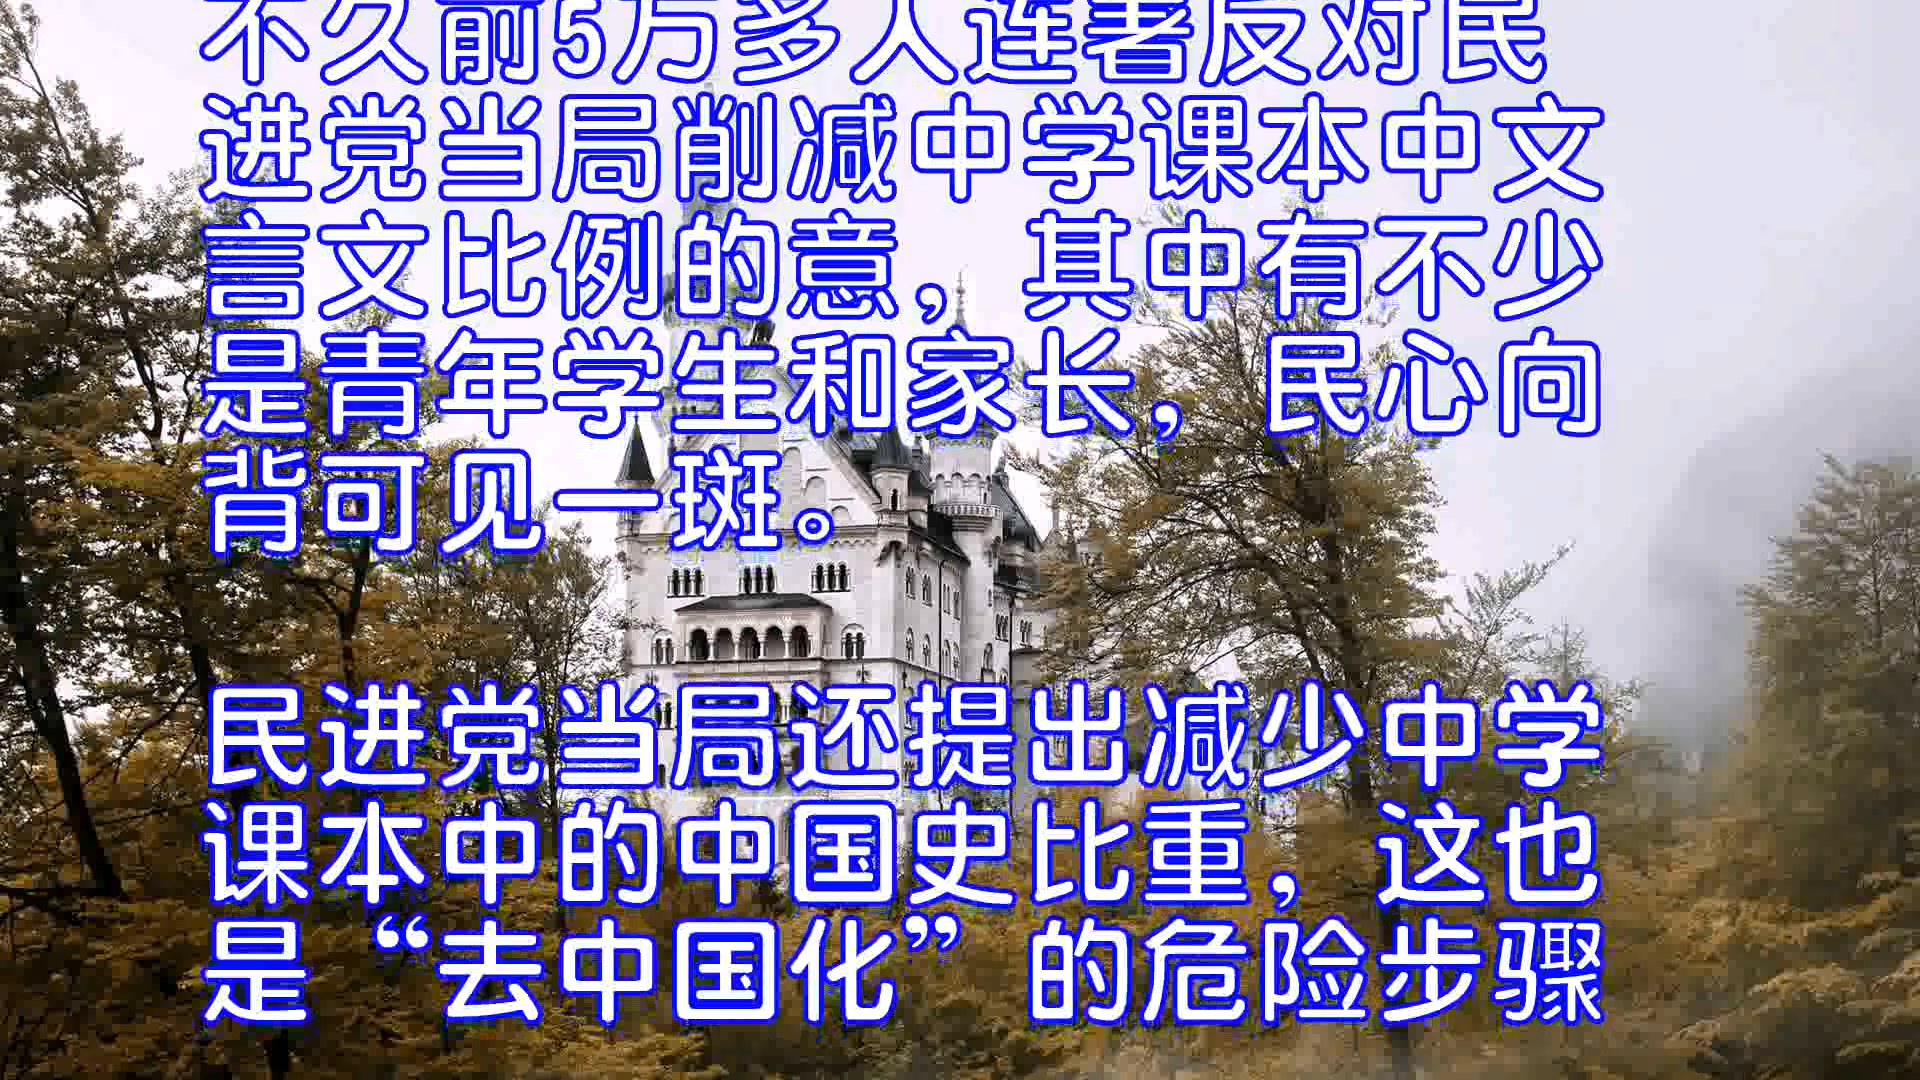 不久前5万多人连署反对民
进党当局削减中学课本中文
言文比例的意，其中有不少
是青年学生和家长，民心向
背可见一斑。
民进党当局还提出减少中学
课本中的中国史比重，这也
是“去中国化”的危险步骤